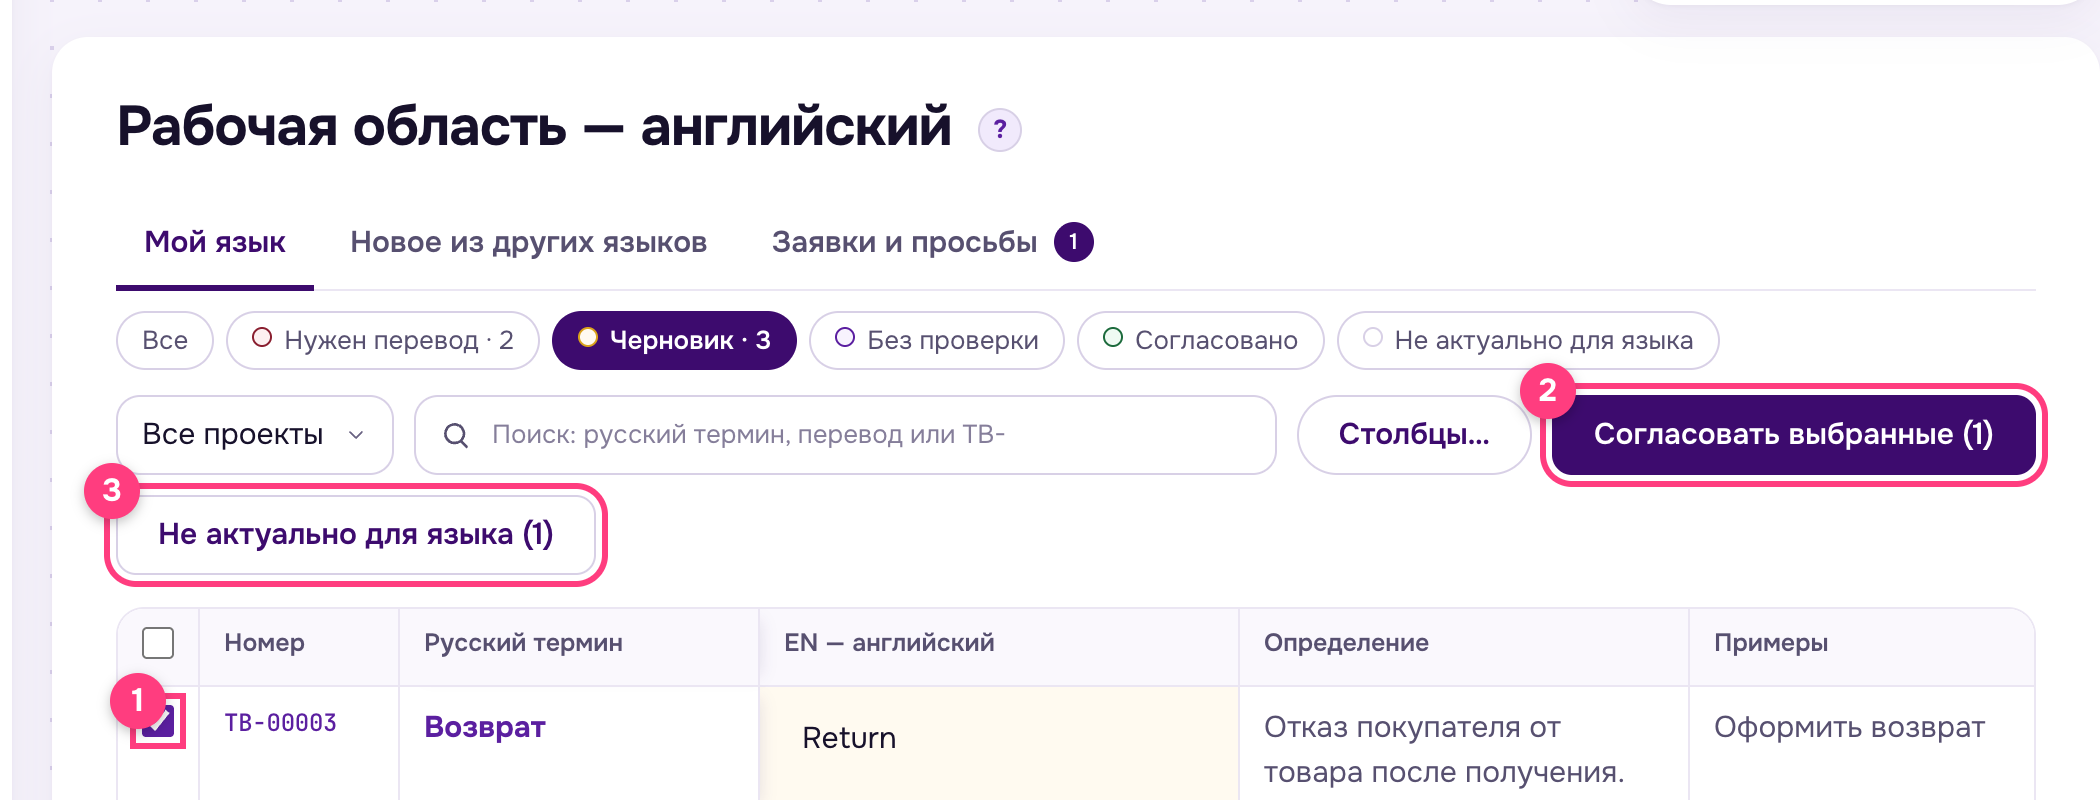 Рабочая область — английский ?
Мой язык Новое из других языков Заявки и просьбы 1
Все Нужен перевод · 2 Черновик · 3 Без проверки Согласовано Не актуально для языка
2
Все проекты Поиск: русский термин, перевод или ТВ- Столбцы... Согласовать выбранные (1)
3
Не актуально для языка (1)
Номер Русский термин EN — английский Определение Примеры
1
ТВ-00003 Возврат Return Отказ покупателя от Оформить возврат
товара после получения.